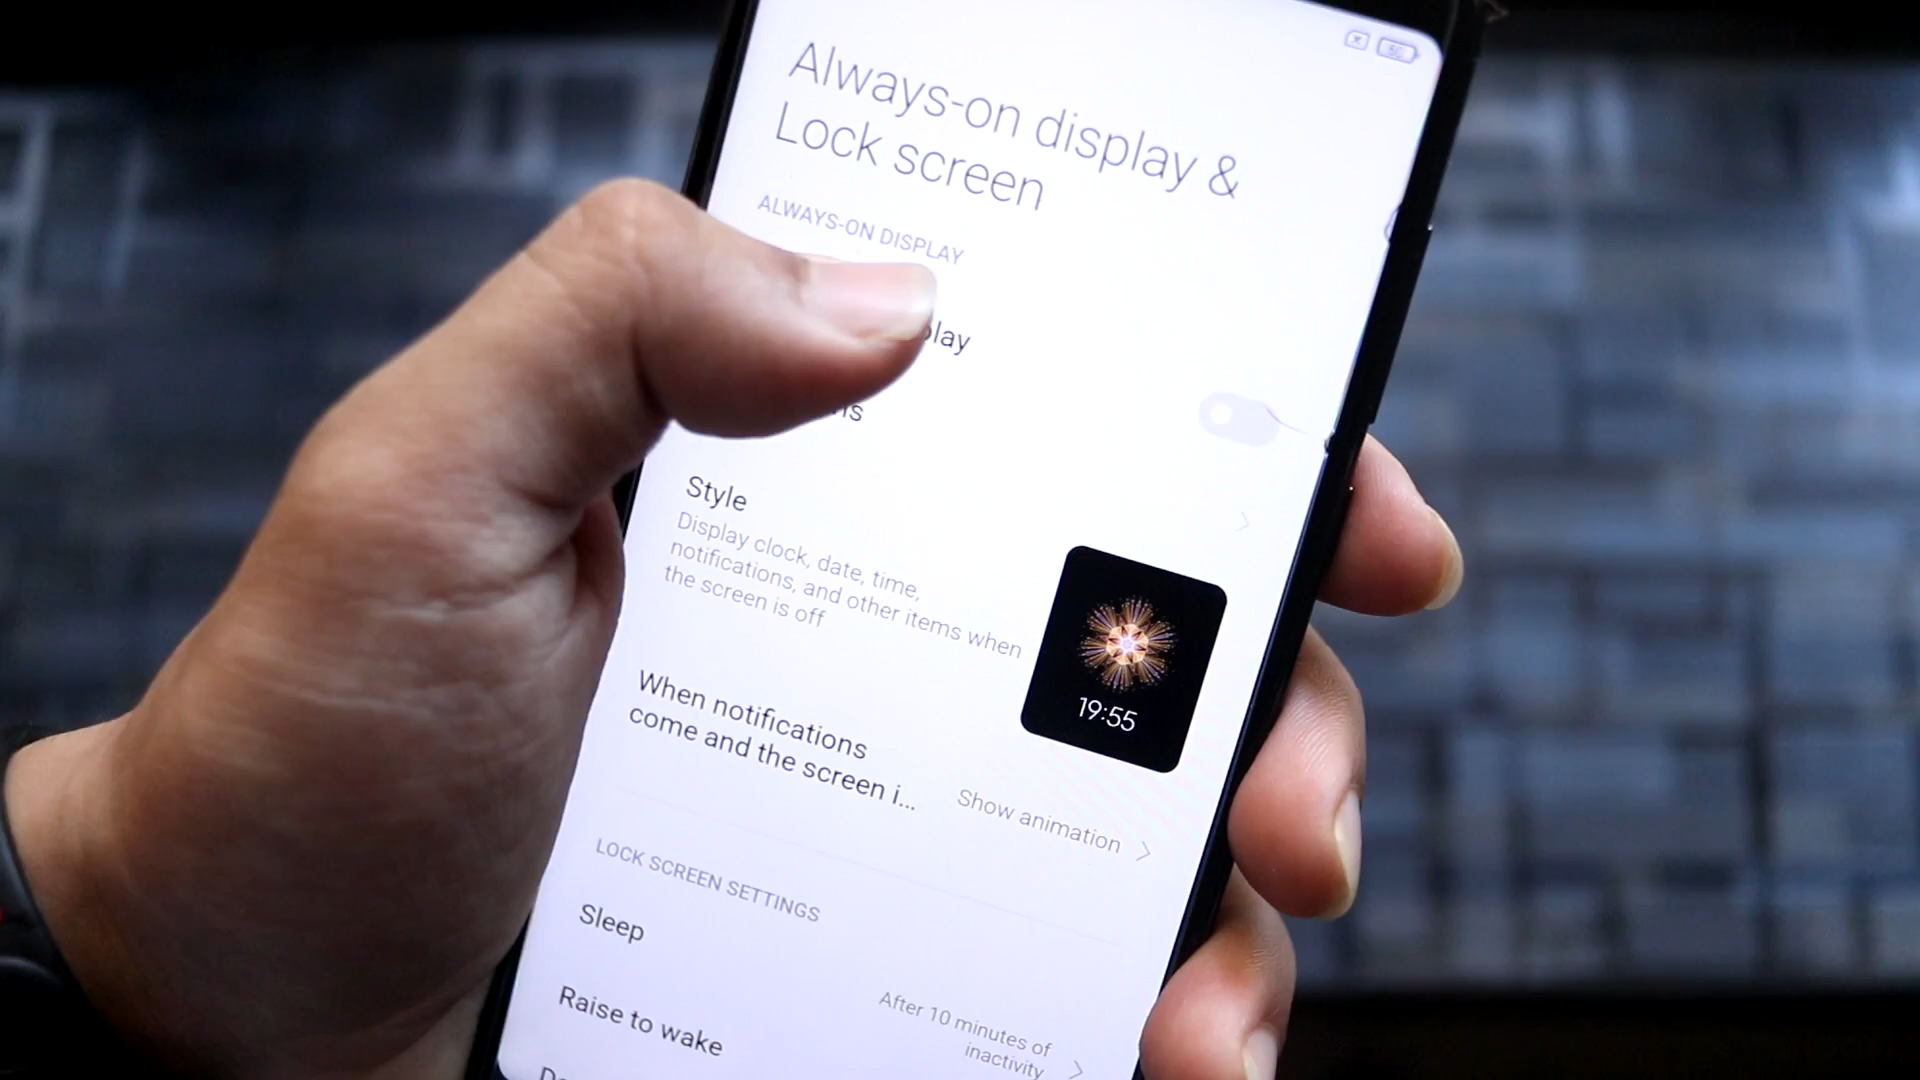 Always-on display &
Lock screen
ALWAYS-ON DISPLAY
Style
Display clock, date, time,
notifications, and other items when
the screen is off
19:55
When notifications
come and the screen i...
Show animation
LOCK SCREEN SETTINGS
Sleep
After 10 minutes of
inactivity
Raise to wake